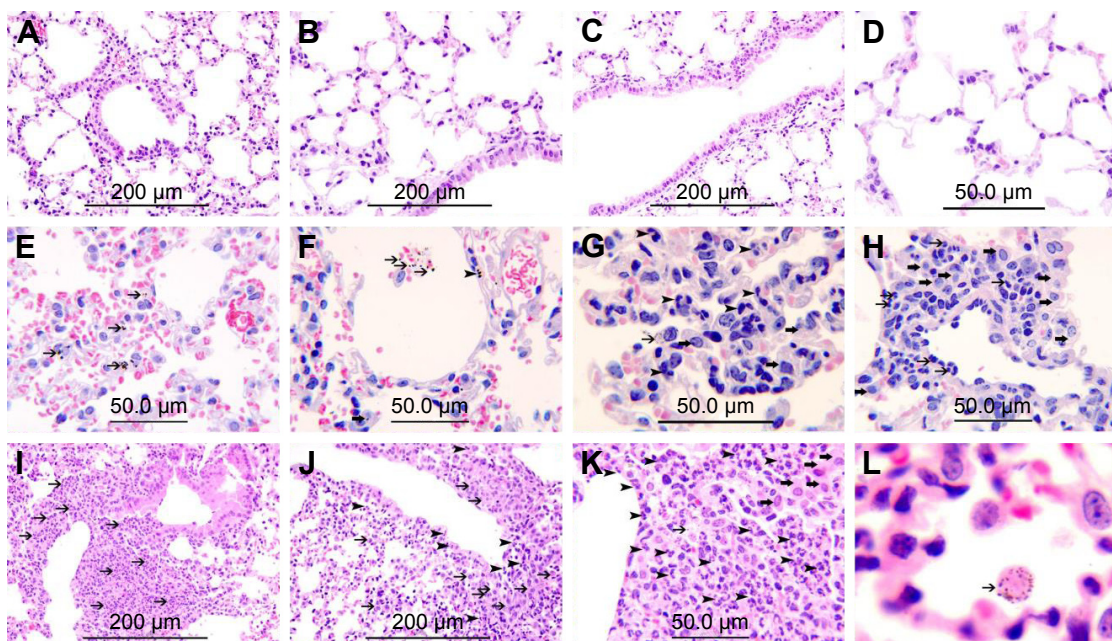 A B C D
200 µm 200 µm 200 µm 50.0 µm
E F G H
50.0 µm 50.0 µm 50.0 µm 50.0 µm
I J K L
200 µm 200 µm 50.0 µm